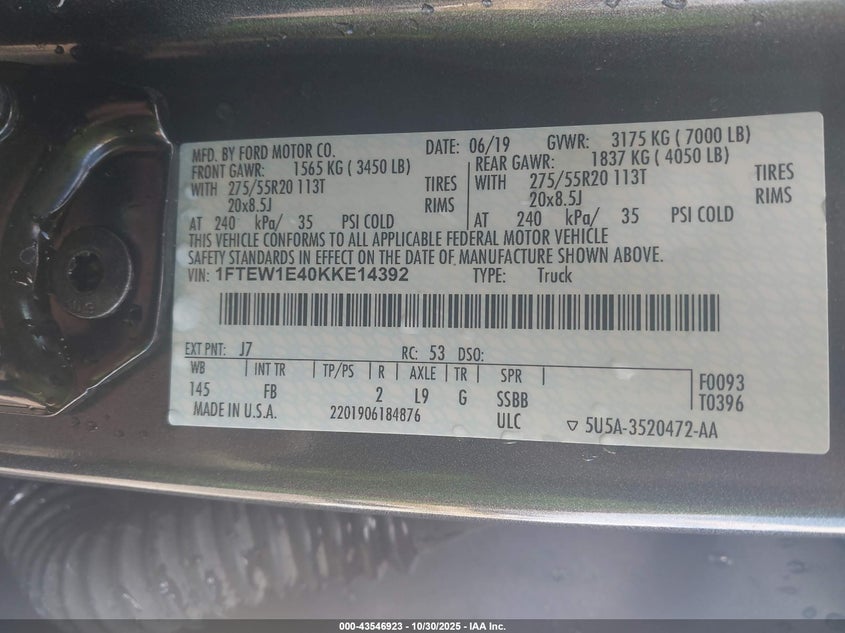 MFD. BY FORD MOTOR CO. DATE: 06/19 GVWR: 3175 KG ( 7000 LB)
FRONT GAWR: 1565 KG ( 3450 LB) REAR GAWR: 1837 KG ( 4050 LB)
WITH 275/55R20 113T TIRES WITH 275/55R20 113T TIRES
20x8.5J RIMS 20x8.5J RIMS
AT 240 kPa/ 35 PSI COLD AT 240 kPa/ 35 PSI COLD
THIS VEHICLE CONFORMS TO ALL APPLICABLE FEDERAL MOTOR VEHICLE
SAFETY STANDARDS IN EFFECT ON THE DATE OF MANUFACTURE SHOWN ABOVE.
VIN: 1FTEW1E40KKE14392 TYPE: Truck
EXT PNT: J7 RC: 53 DSO:
WB INT TR TP/PS R AXLE TR SPR F0093
145 FB 2 L9 G SSBB T0396
MADE IN U.S.A. 2201906184876 ULC ▽ 5U5A-3520472-AA
000-43546923 | 10/30/2025 - IAA Inc.